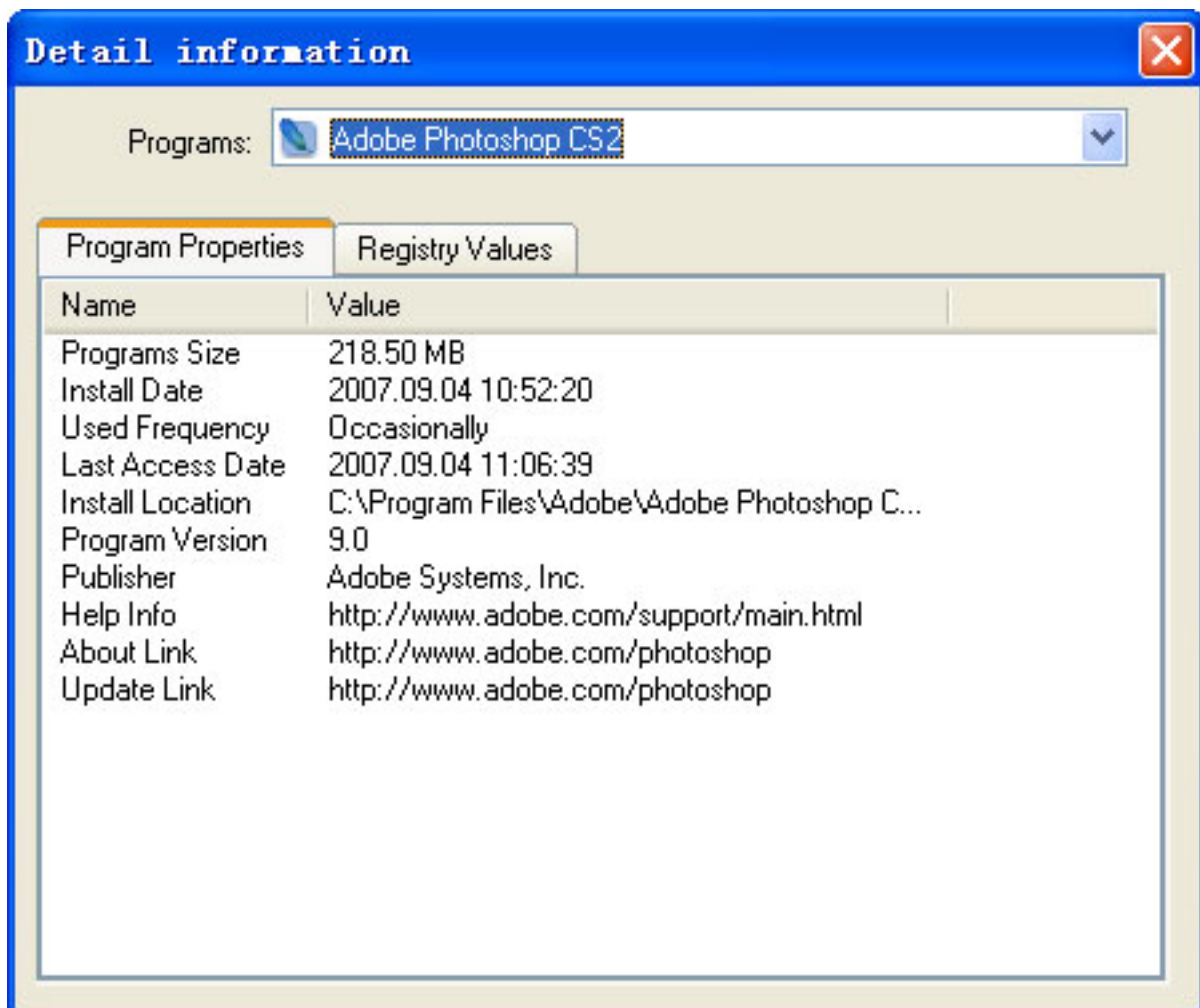 Detail information
Programs: Adobe Photoshop CS2
Program Properties Registry Values
Name Value
Programs Size 218.50 MB
Install Date 2007.09.04 10:52:20
Used Frequency Occasionally
Last Access Date 2007.09.04 11:06:39
Install Location C:\Program Files\Adobe\Adobe Photoshop C...
Program Version 9.0
Publisher Adobe Systems, Inc.
Help Info http://www.adobe.com/support/main.html
About Link http://www.adobe.com/photoshop
Update Link http://www.adobe.com/photoshop